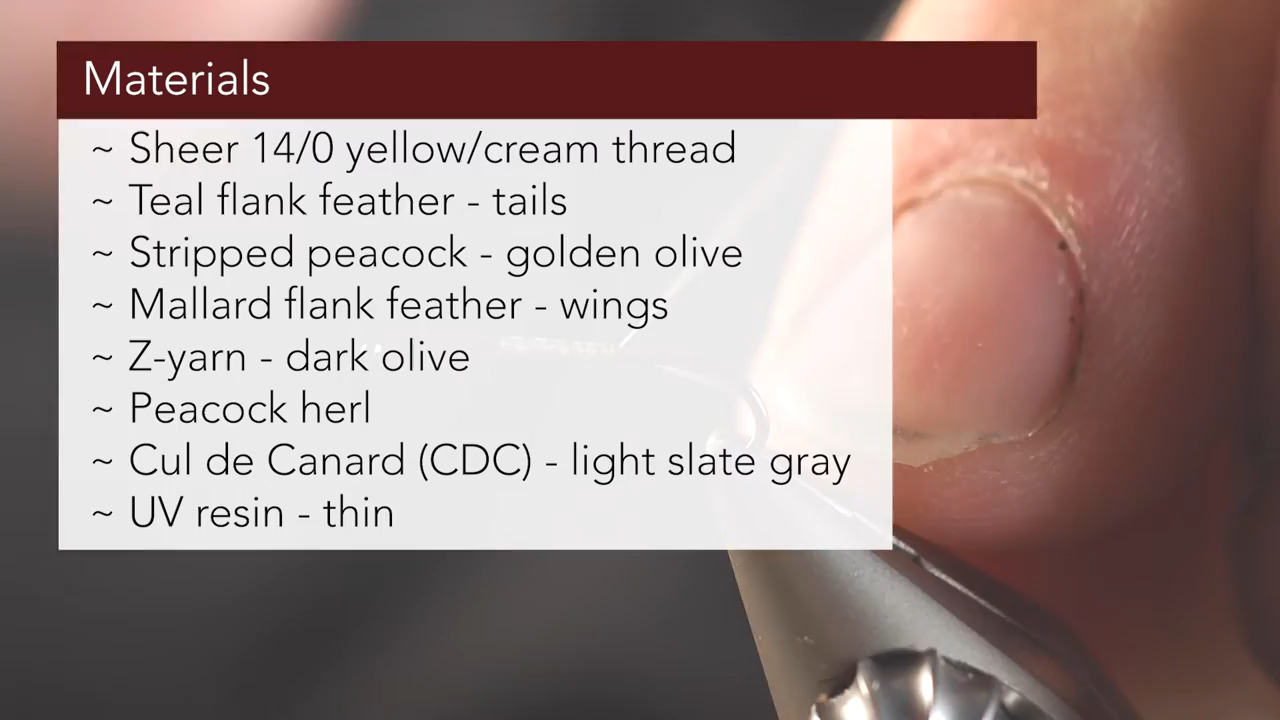 Materials
~ Sheer 14/0 yellow/cream thread
~ Teal flank feather - tails
~ Stripped peacock - golden olive
~ Mallard flank feather - wings
~ Z-yarn - dark olive
~ Peacock herl
~ Cul de Canard (CDC) - light slate gray
~ UV resin - thin